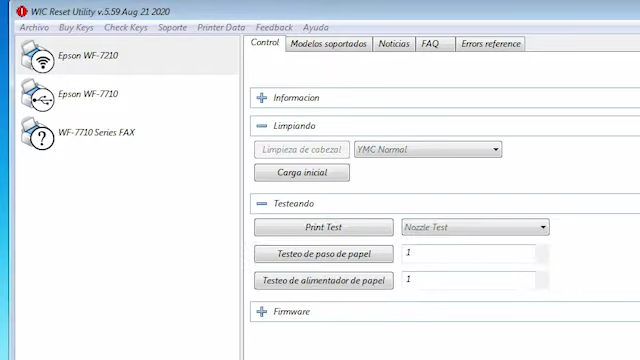 WIC Reset Utility v.5.59 Aug 21 2020
Archivo Buy Keys Check Keys Soporte Printer Data Feedback Ayuda
Epson WF-7210
Epson WF-7710
WF-7710 Series FAX
Control Modelos soportados Noticias FAQ Errors reference
Informacion
Limpiando
Limpieza de cabezal YMC Normal
Carga inicial
Testeando
Print Test Nozzle Test
Testeo de paso de papel 1
Testeo de alimentador de papel 1
Firmware